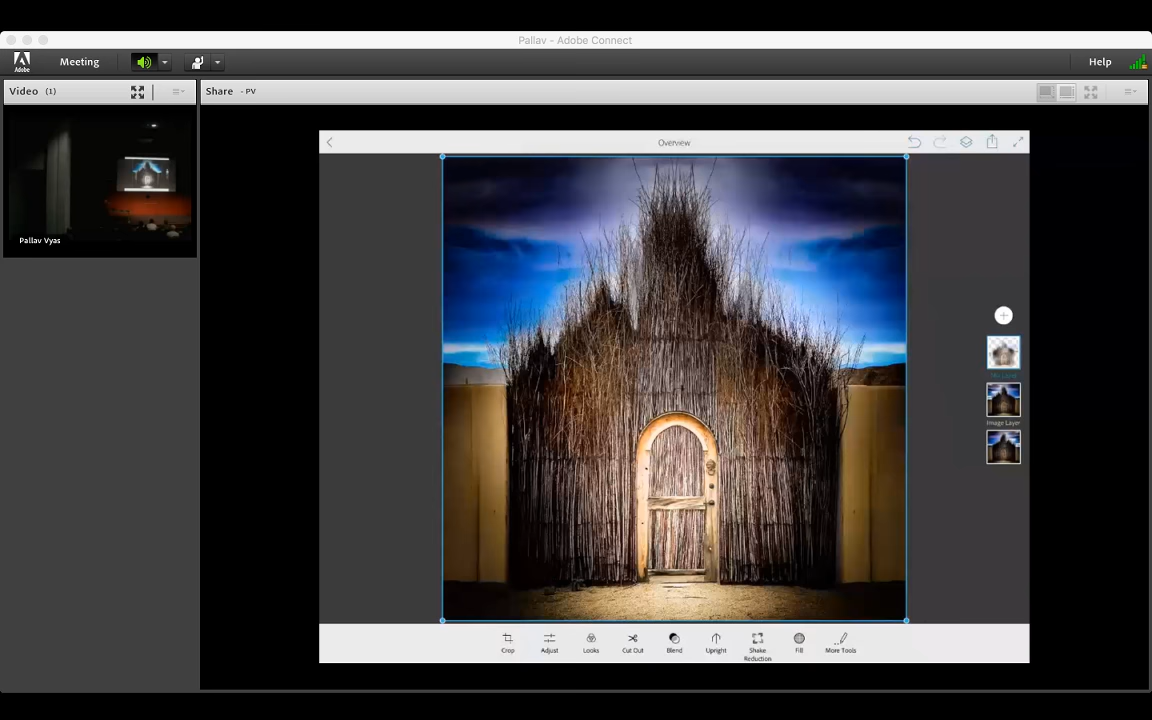 Pallav - Adobe Connect
Adobe
Meeting
Help
Video (1)
Share - PV
Pallav Vyas
Overview
Image Layer
Crop
Adjust
Looks
Cut Out
Blend
Upright
Shake
Reduction
Fill
More Tools